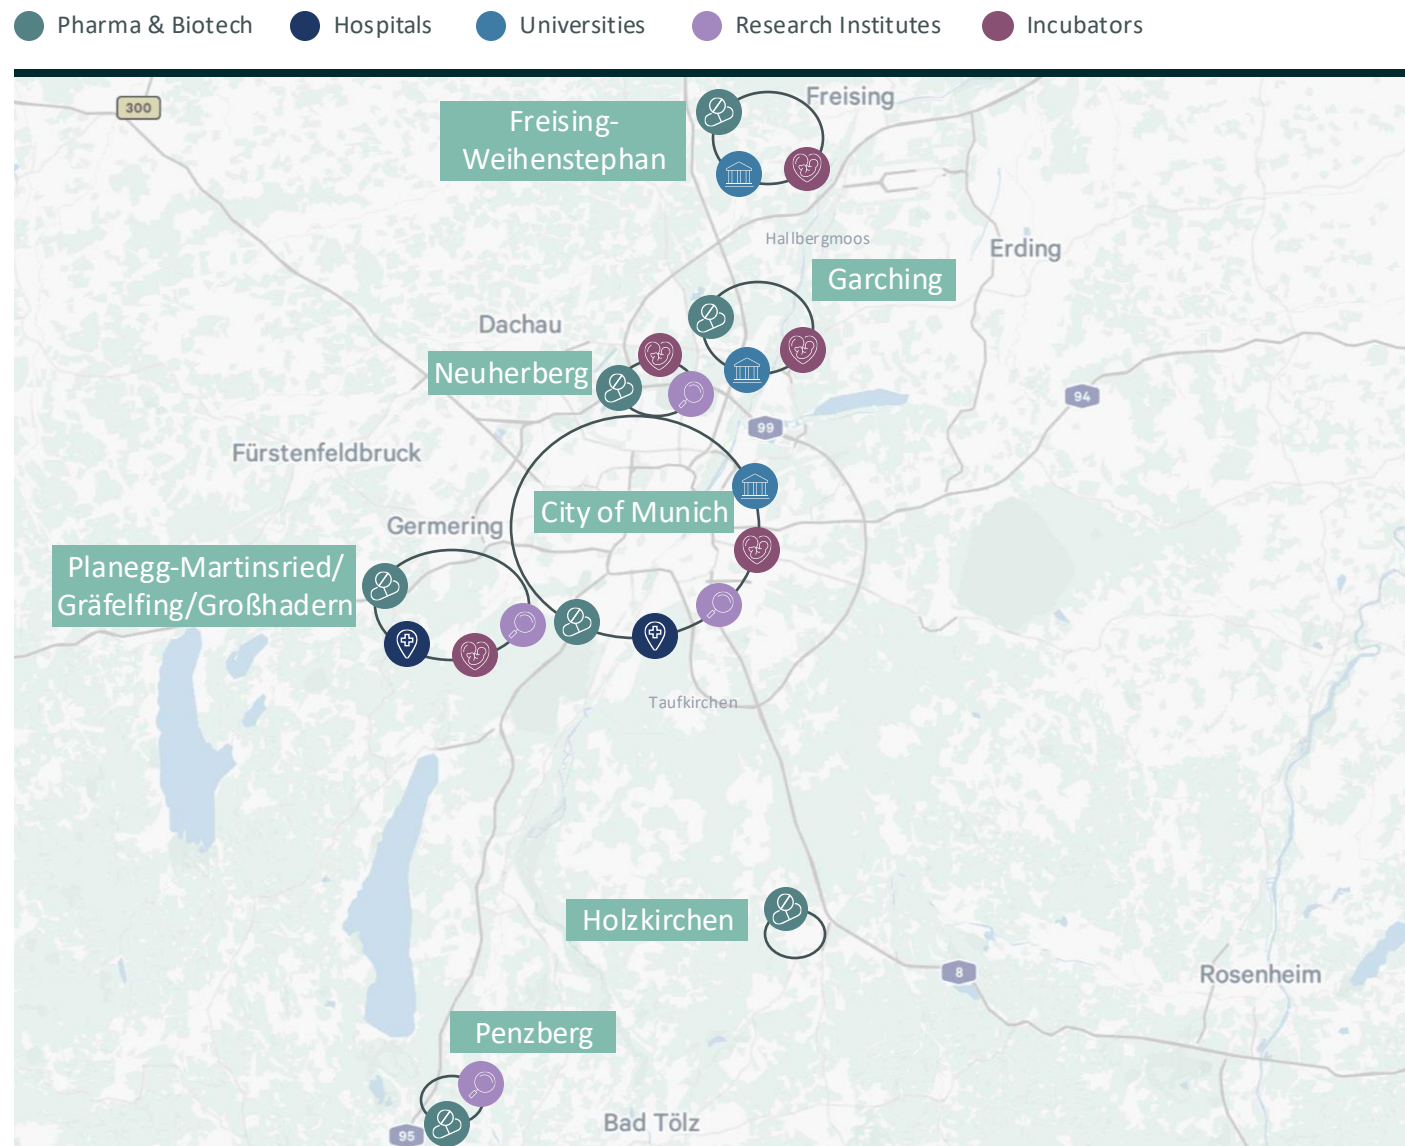 Pharma & Biotech
Hospitals
Universities
Research Institutes
Incubators
300
Freising
Freising-
Weihenstephan
Hallbergmoos
Erding
Garching
Dachau
Neuherberg
94
99
Fürstenfeldbruck
City of Munich
Germering
Planegg-Martinsried/
Gräfelfing/Großhadern
Taufkirchen
Holzkirchen
8
Rosenheim
Penzberg
Bad Tölz
95